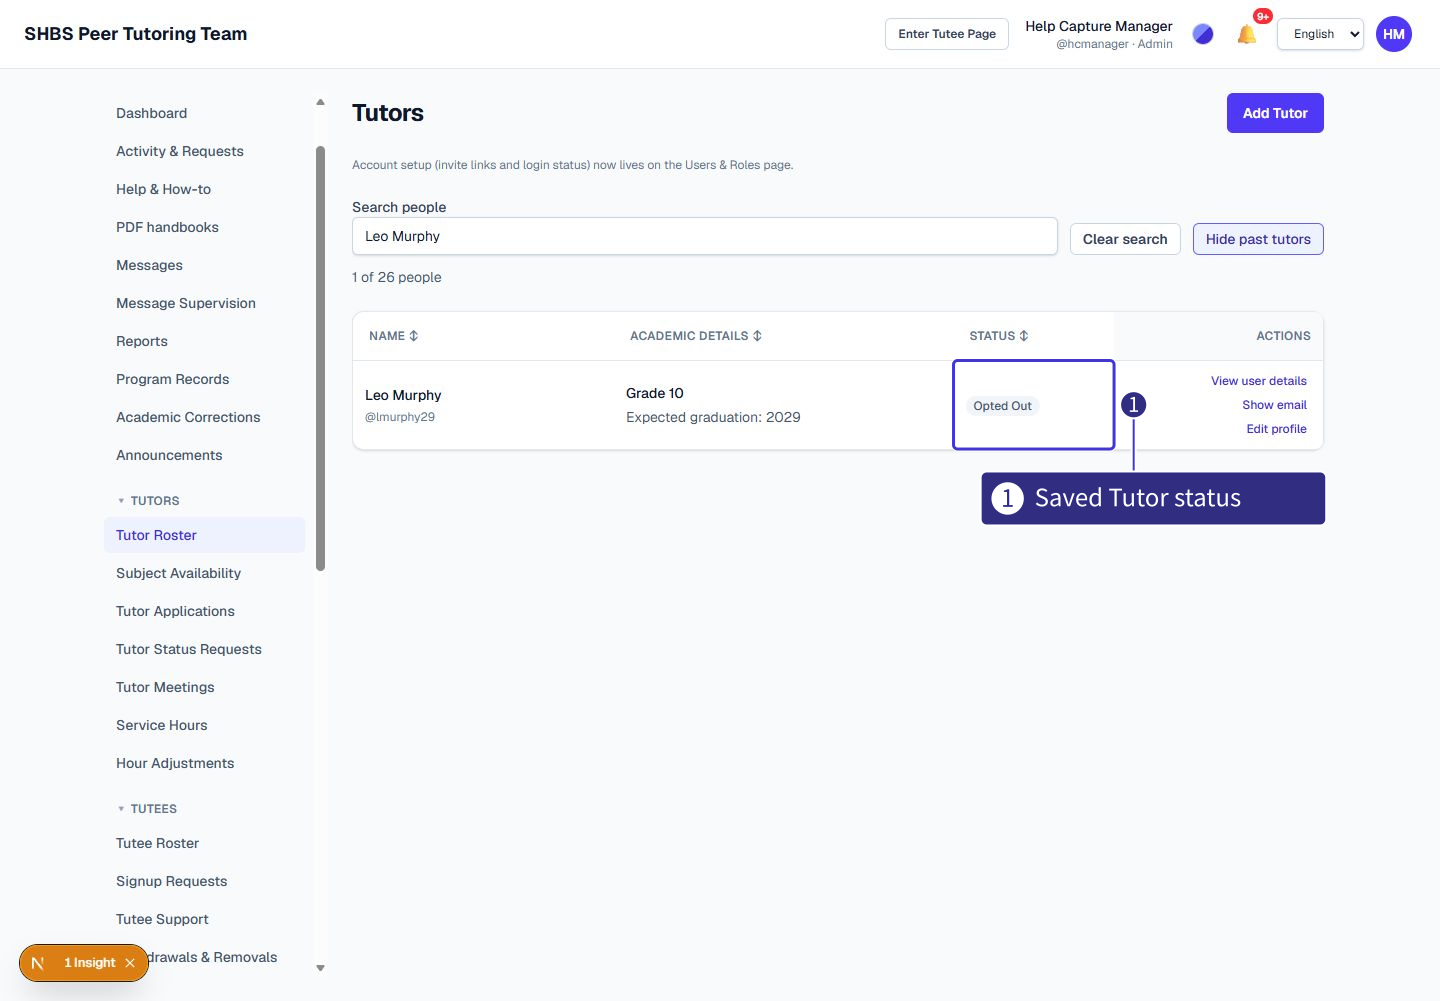 SHBS Peer Tutoring Team
Enter Tutee Page
Help Capture Manager
@hcmanager · Admin
9+
English
HM
Dashboard
Activity & Requests
Help & How-to
PDF handbooks
Messages
Message Supervision
Reports
Program Records
Academic Corrections
Announcements
TUTORS
Tutor Roster
Subject Availability
Tutor Applications
Tutor Status Requests
Tutor Meetings
Service Hours
Hour Adjustments
TUTEES
Tutee Roster
Signup Requests
Tutee Support
drawals & Removals
1 Insight
Tutors
Add Tutor
Account setup (invite links and login status) now lives on the Users & Roles page.
Search people
Leo Murphy
Clear search
Hide past tutors
1 of 26 people
NAME
ACADEMIC DETAILS
STATUS
ACTIONS
Leo Murphy
@lmurphy29
Grade 10
Expected graduation: 2029
Opted Out
1
View user details
Show email
Edit profile
1 Saved Tutor status